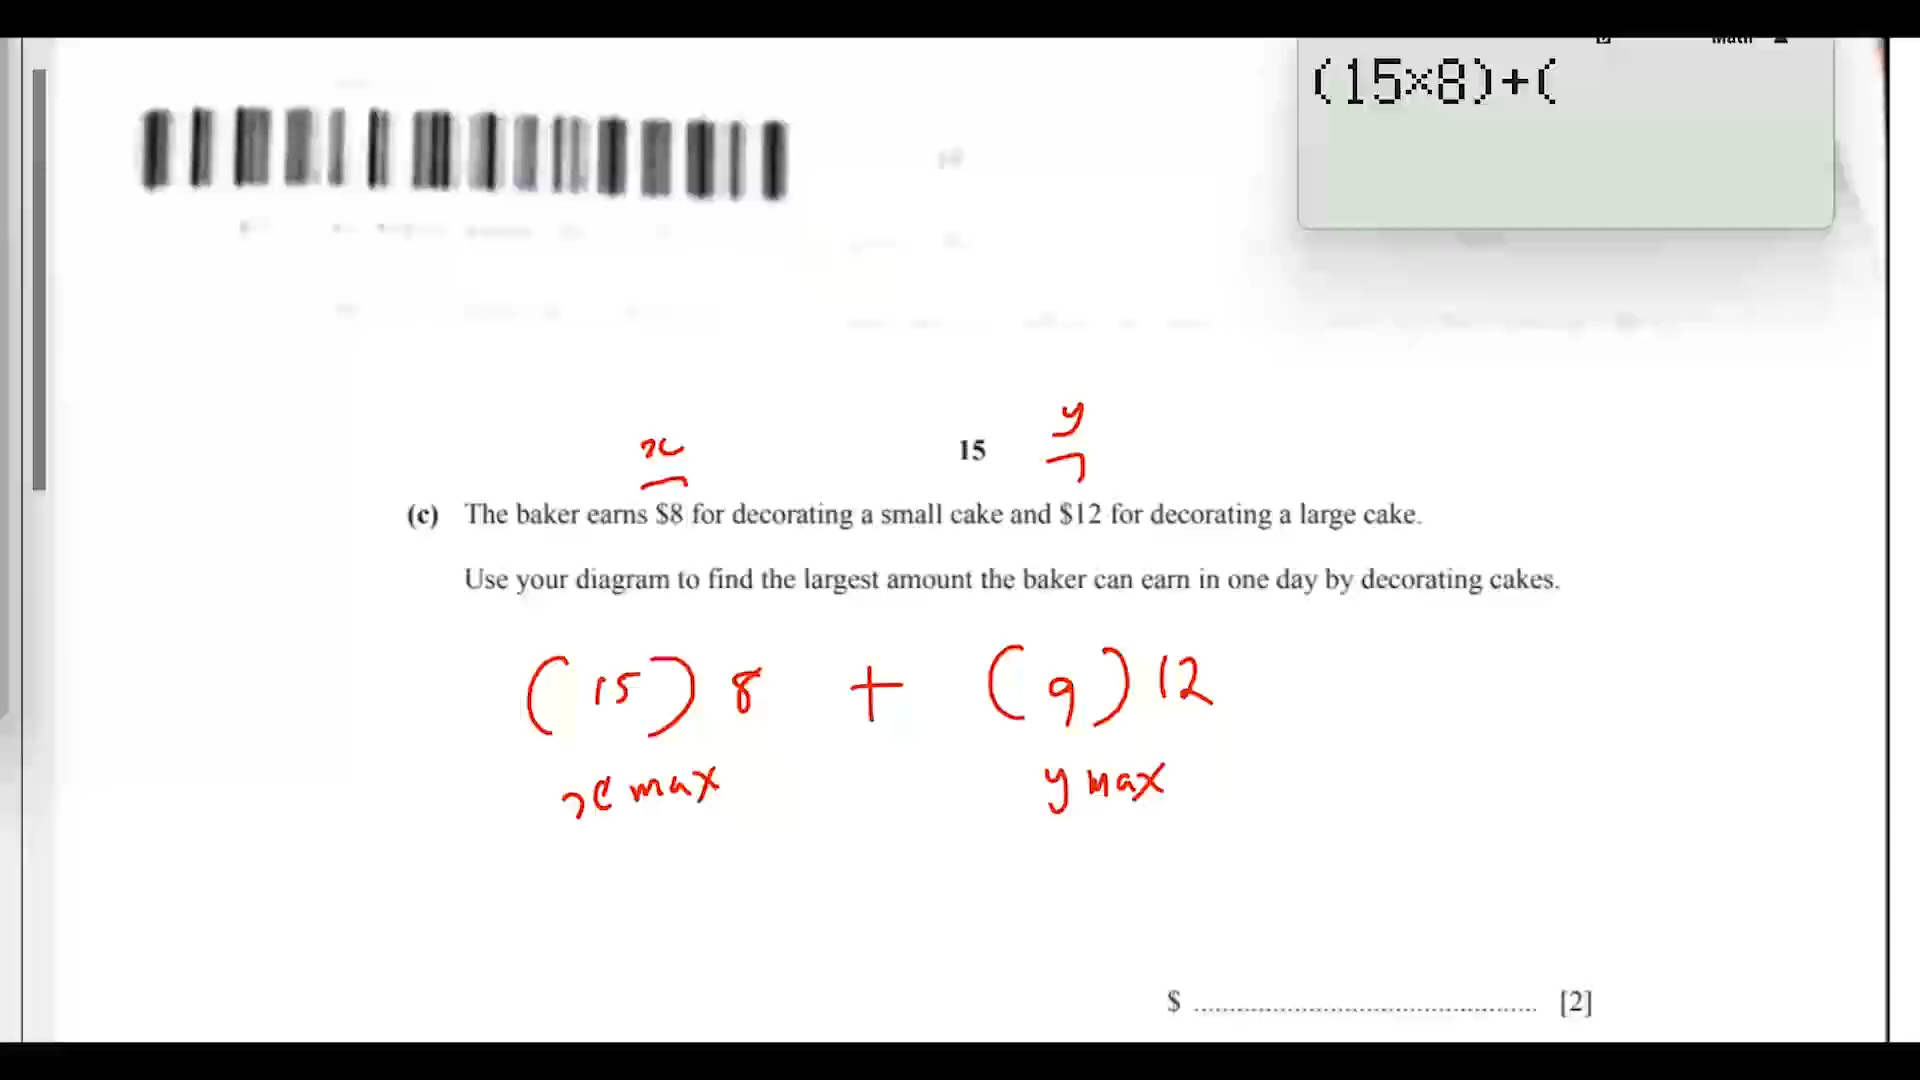 (15×8)+(
x
15
y
(c) The baker earns $8 for decorating a small cake and $12 for decorating a large cake.
Use your diagram to find the largest amount the baker can earn in one day by decorating cakes.
(15) 8 + (9) 12
x max y max
$ ........................................ [2]